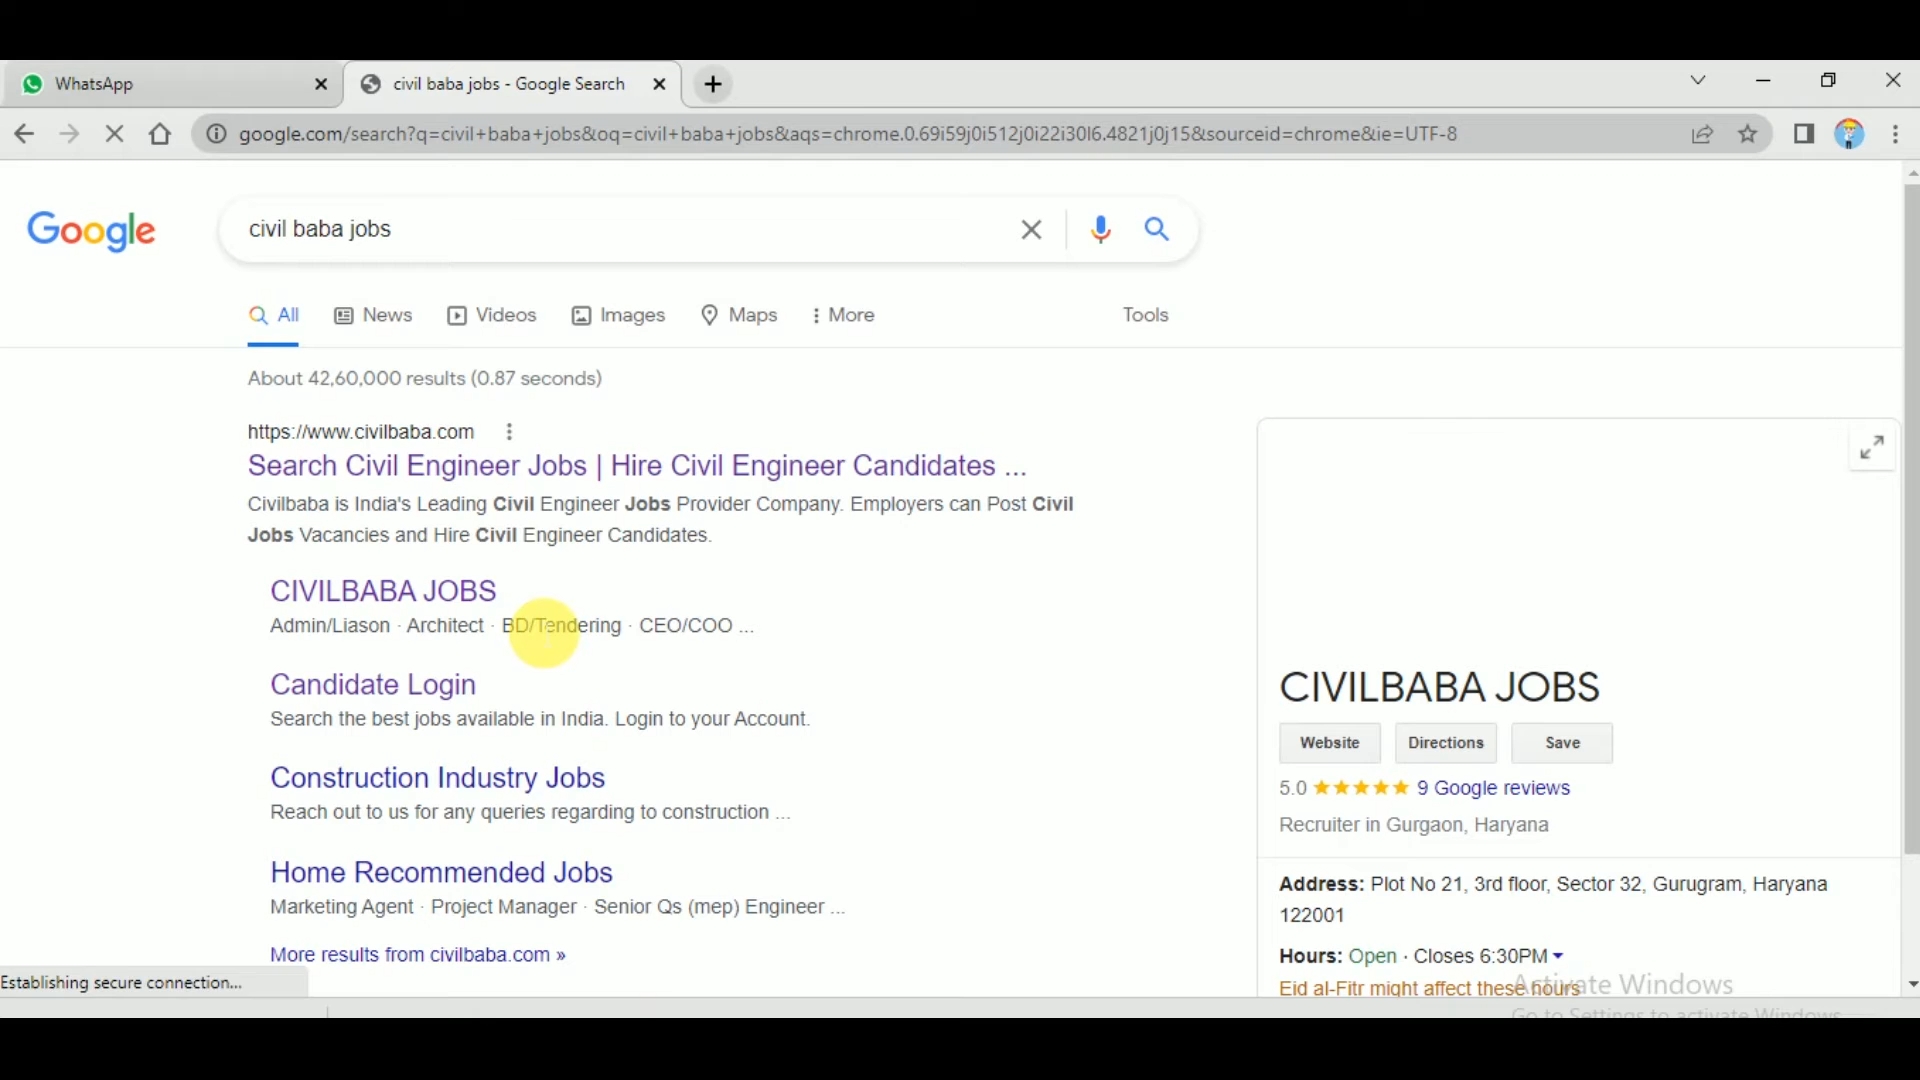 WhatsApp
civil baba jobs - Google Search
google.com/search?q=civil+baba+jobs&oq=civil+baba+jobs&aqs=chrome.0.69i59j0i512j0i22i30l6.4821j0j15&sourceid=chrome&ie=UTF-8
Google
civil baba jobs
All
News
Videos
Images
Maps
More
Tools
About 42,60,000 results (0.87 seconds)
https://www.civilbaba.com
Search Civil Engineer Jobs | Hire Civil Engineer Candidates ...
Civilbaba is India's Leading Civil Engineer Jobs Provider Company. Employers can Post Civil
Jobs Vacancies and Hire Civil Engineer Candidates.
CIVILBABA JOBS
Admin/Liason · Architect · BD/Tendering · CEO/COO ...
Candidate Login
Search the best jobs available in India. Login to your Account.
Construction Industry Jobs
Reach out to us for any queries regarding to construction ...
Home Recommended Jobs
Marketing Agent · Project Manager · Senior Qs (mep) Engineer ...
More results from civilbaba.com »
Establishing secure connection...
CIVILBABA JOBS
Website
Directions
Save
5.0 ★★★★★ 9 Google reviews
Recruiter in Gurgaon, Haryana
Address: Plot No 21, 3rd floor, Sector 32, Gurugram, Haryana
122001
Hours: Open · Closes 6:30PM
Eid al-Fitr might affect these hours
Activate Windows
Go to Settings to activate Windows.